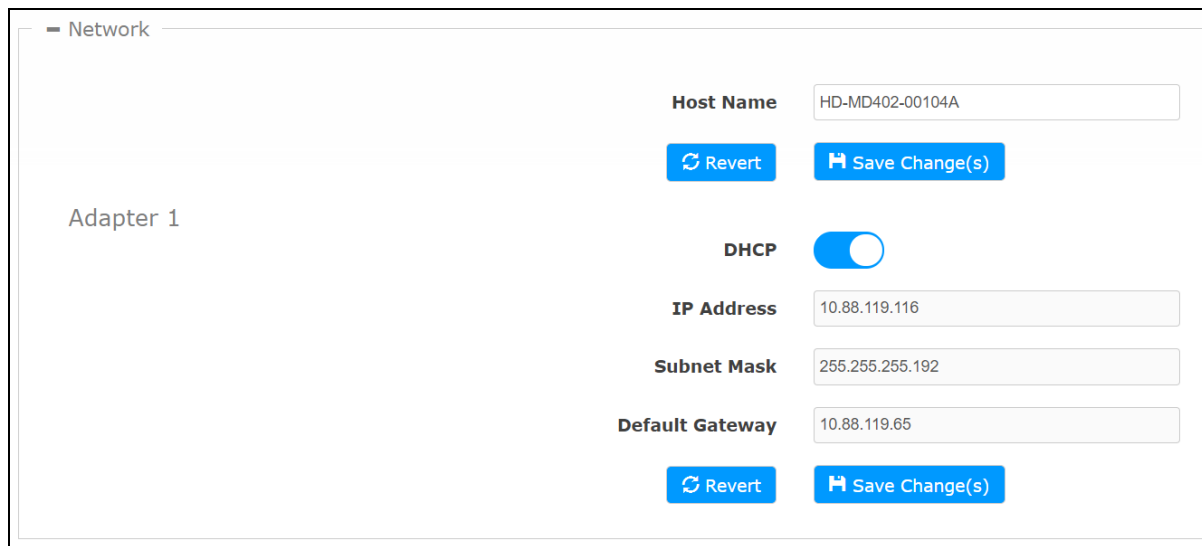 Network
Host Name HD-MD402-00104A
Revert Save Change(s)
Adapter 1
DHCP
IP Address 10.88.119.116
Subnet Mask 255.255.255.192
Default Gateway 10.88.119.65
Revert Save Change(s)